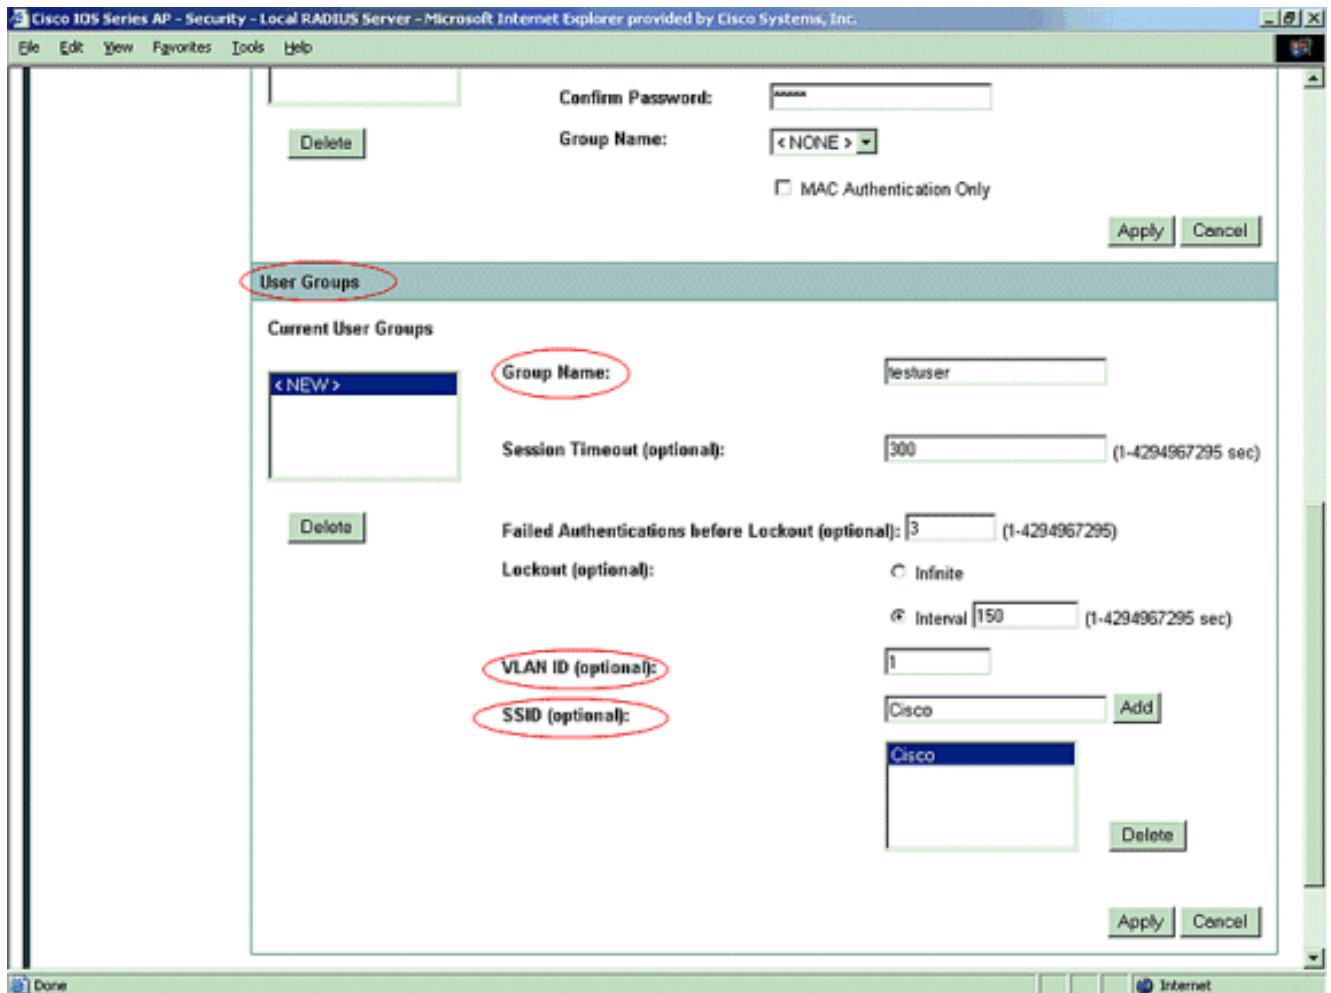 Cisco IOS Series AP - Security - Local RADIUS Server - Microsoft Internet Explorer provided by Cisco Systems, Inc.
File Edit View Favorites Tools Help
Confirm Password: *****
Delete
Group Name: < NONE >
MAC Authentication Only
Apply Cancel
User Groups
Current User Groups
< NEW >
Delete
Group Name: testuser
Session Timeout (optional): 300 (1-4294967295 sec)
Failed Authentications before Lockout (optional): 3 (1-4294967295)
Lockout (optional): Infinite
Interval 150 (1-4294967295 sec)
VLAN ID (optional): 1
SSID (optional): Cisco Add
Cisco
Delete
Apply Cancel
Done Internet